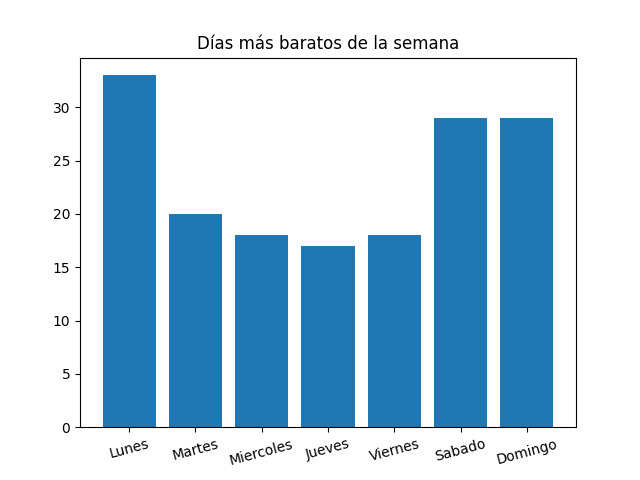 Días más baratos de la semana
30
25
20
15
10
5
0
Lunes
Martes
Miercoles
Jueves
Viernes
Sabado
Domingo